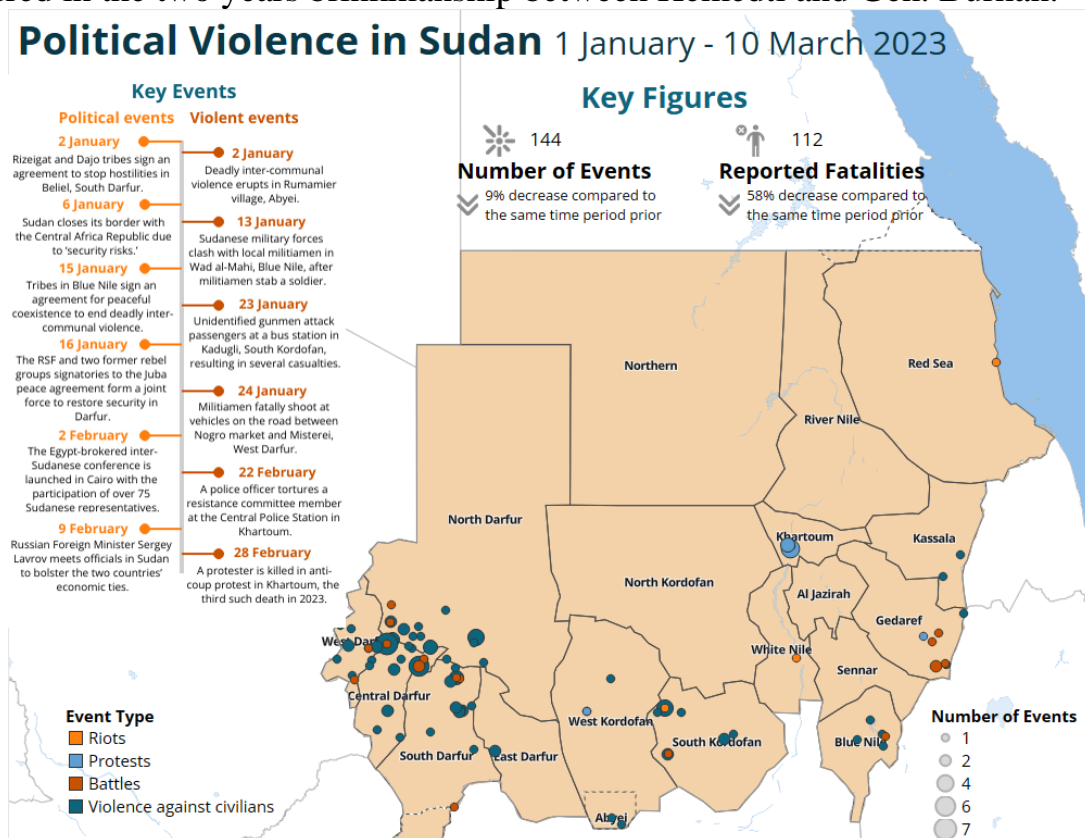 ered in the two years brinkmanship between Hemedti and Gen. Burhan.
Political Violence in Sudan 1 January - 10 March 2023
Key Events
Political events
Violent events
2 January
Rizeigat and Dajo tribes sign an
agreement to stop hostilities in
Beliel, South Darfur.
6 January
Sudan closes its border with
the Central Africa Republic due
to ‘security risks.’
15 January
Tribes in Blue Nile sign an
agreement for peaceful
coexistence to end deadly inter-
communal violence.
16 January
The RSF and two former rebel
groups signatories to the Juba
peace agreement form a joint
force to restore security in
Darfur.
2 February
The Egypt-brokered inter-
Sudanese conference is
launched in Cairo with the
participation of over 75
Sudanese representatives.
9 February
Russian Foreign Minister Sergey
Lavrov meets officials in Sudan
to bolster the two countries’
economic ties.
2 January
Deadly inter-communal
violence erupts in Rumamier
village, Abyei.
13 January
Sudanese military forces
clash with local militiamen in
Wad al-Mahi, Blue Nile, after
militiamen stab a soldier.
23 January
Unidentified gunmen attack
passengers at a bus station in
Kadugli, South Kordofan,
resulting in several casualties.
24 January
Militiamen fatally shoot at
vehicles on the road between
Nogro market and Misterei,
West Darfur.
22 February
A police officer tortures a
resistance committee member
at the Central Police Station in
Khartoum.
28 February
A protester is killed in anti-
coup protest in Khartoum, the
third such death in 2023.
Key Figures
144
Number of Events
9% decrease compared to
the same time period prior
112
Reported Fatalities
58% decrease compared to
the same time period prior
Northern
Red Sea
River Nile
North Darfur
Khartoum
Kassala
North Kordofan
Al Jazirah
Gedaref
West Darfur
White Nile
Sennar
Central Darfur
West Kordofan
South Kordofan
Blue Nile
South Darfur
East Darfur
Abyei
Event Type
Riots
Protests
Battles
Violence against civilians
Number of Events
1
2
4
6
7